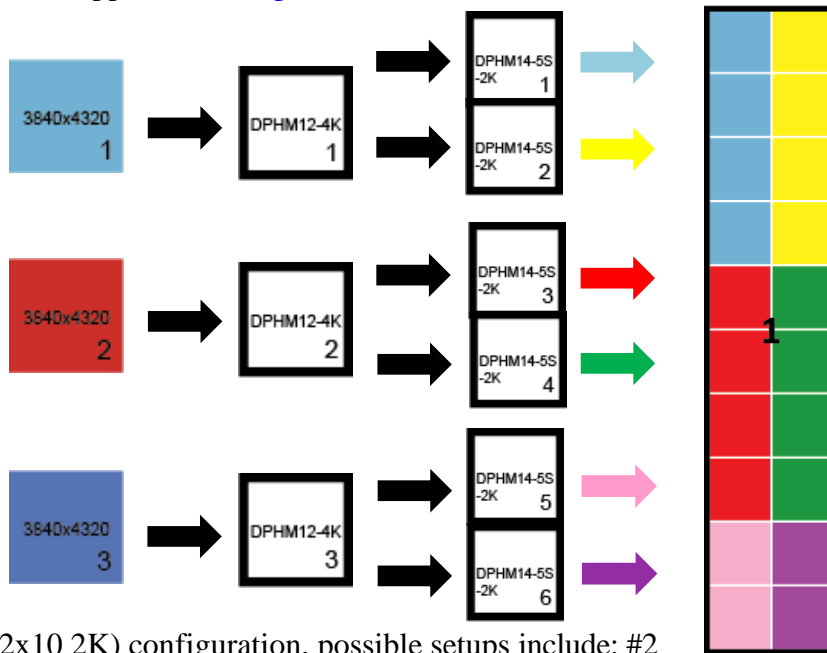 DPHM14-5S
-2K
1
3840x4320
1
DPHM12-4K
1
DPHM14-5S
-2K
2
DPHM14-5S
-2K
3
3840x4320
2
DPHM12-4K
2
1
DPHM14-5S
-2K
4
DPHM14-5S
-2K
5
3840x4320
3
DPHM12-4K
3
DPHM14-5S
-2K
6
2x10 2K) configuration, possible setups include: #2